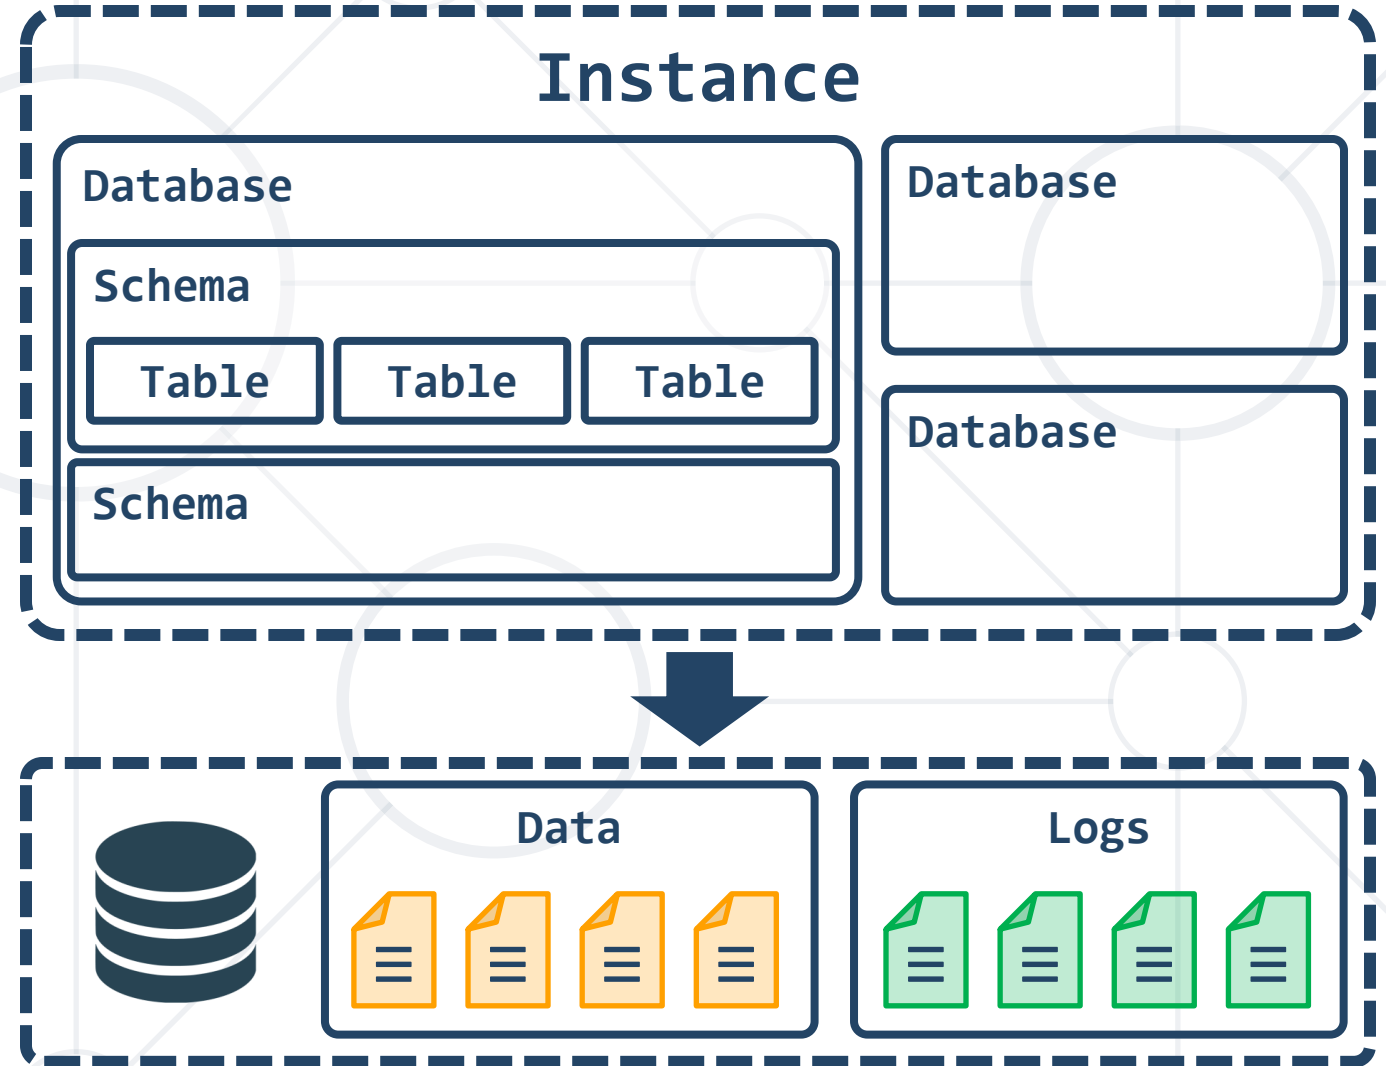 Instance
Database
Schema
Table Table Table
Schema
Database
Database
Data
Logs